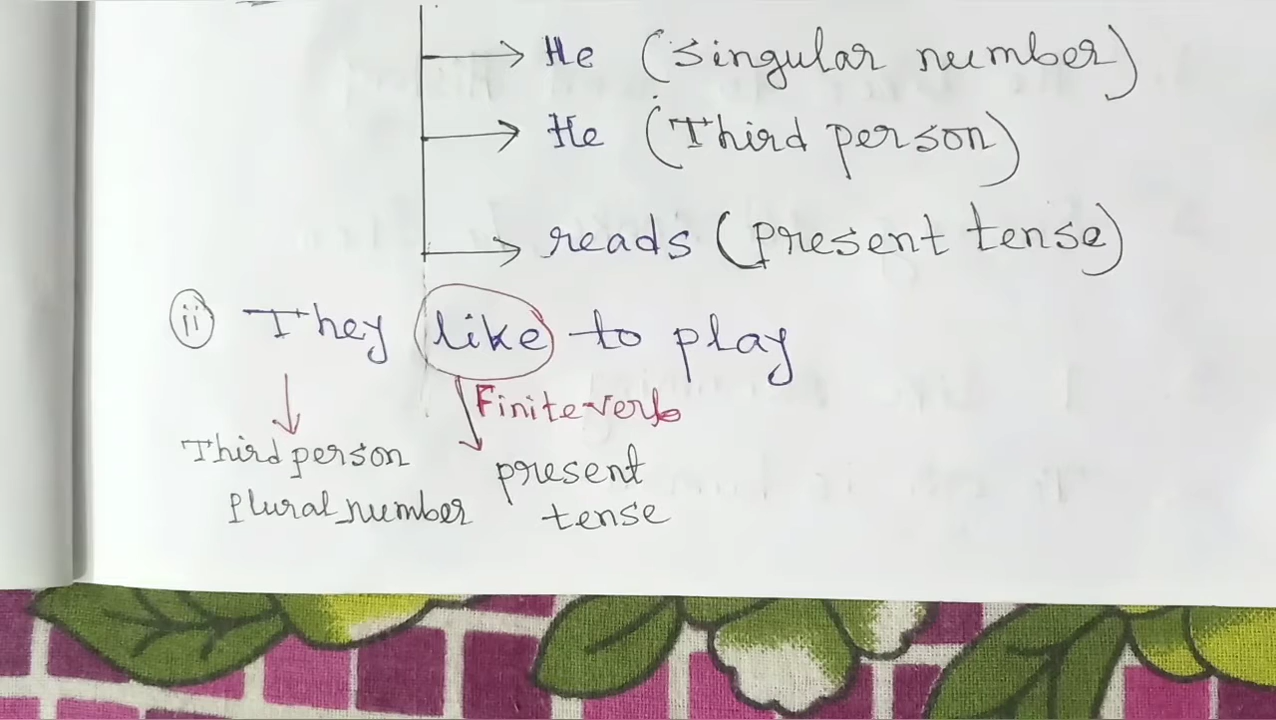 He (Singular number)
He (Third person)
reads (present tense)
ii They like to play
Finite verb
Third person
plural number
present
tense